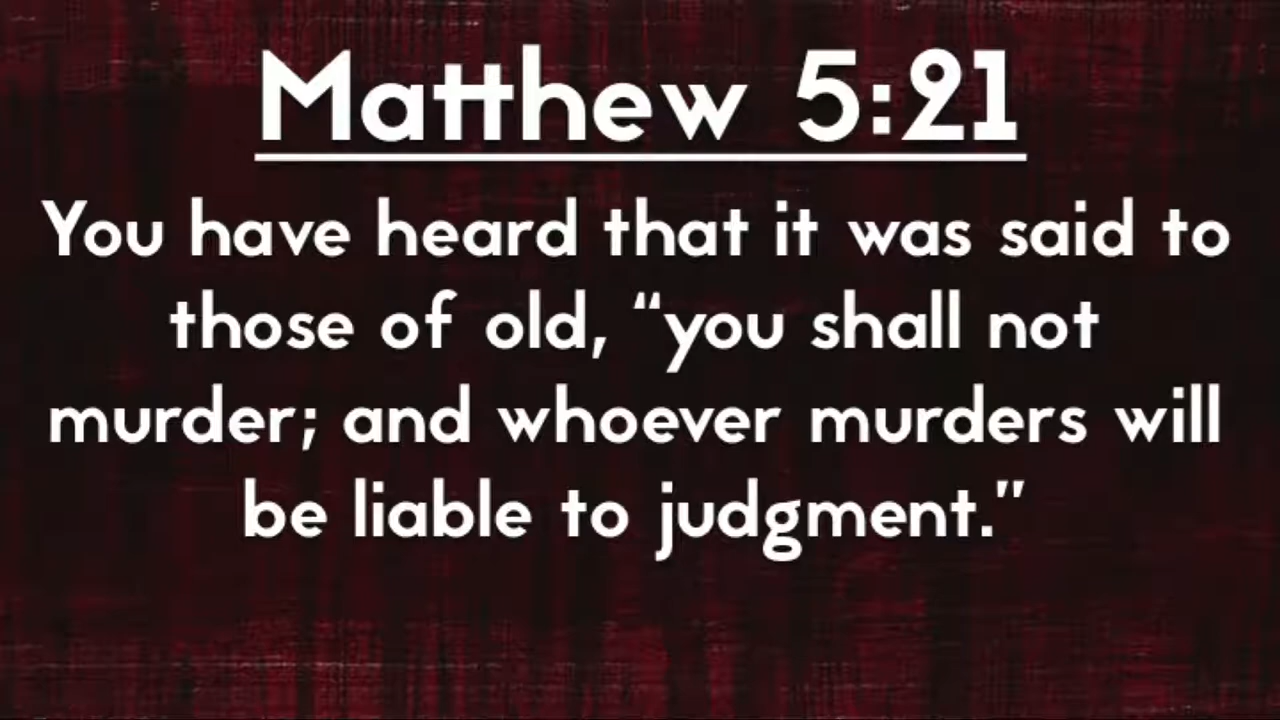 Matthew 5:21
You have heard that it was said to
those of old, “you shall not
murder; and whoever murders will
be liable to judgment."